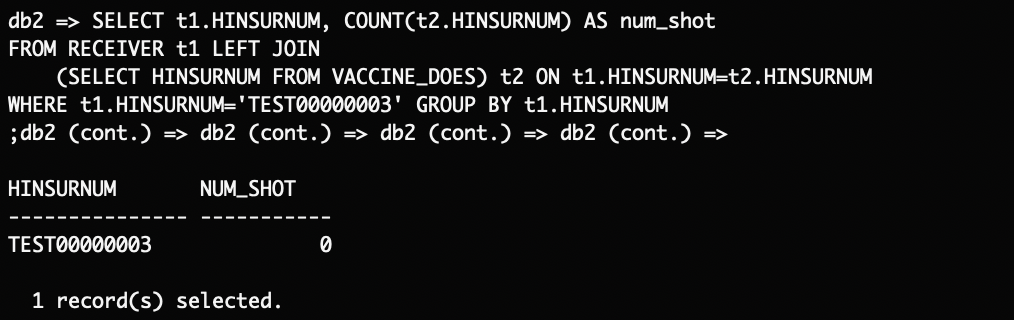 db2 => SELECT t1.HINSURNUM, COUNT(t2.HINSURNUM) AS num_shot
FROM RECEIVER t1 LEFT JOIN
    (SELECT HINSURNUM FROM VACCINE_DOES) t2 ON t1.HINSURNUM=t2.HINSURNUM
WHERE t1.HINSURNUM='TEST00000003' GROUP BY t1.HINSURNUM
;db2 (cont.) => db2 (cont.) => db2 (cont.) => db2 (cont.) =>
HINSURNUM       NUM_SHOT
--------------- -----------
TEST00000003              0
  1 record(s) selected.